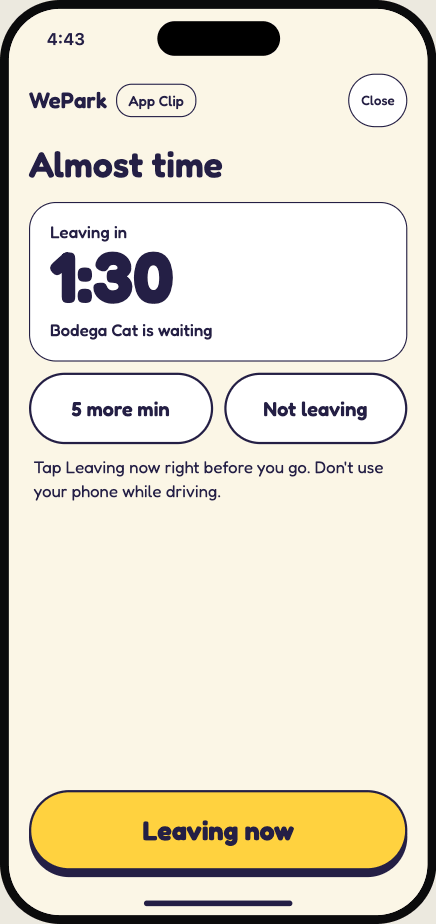 4:43
WePark
App Clip
Close
Almost time
Leaving in
1:30
Bodega Cat is waiting
5 more min
Not leaving
Tap Leaving now right before you go. Don't use
your phone while driving.
Leaving now